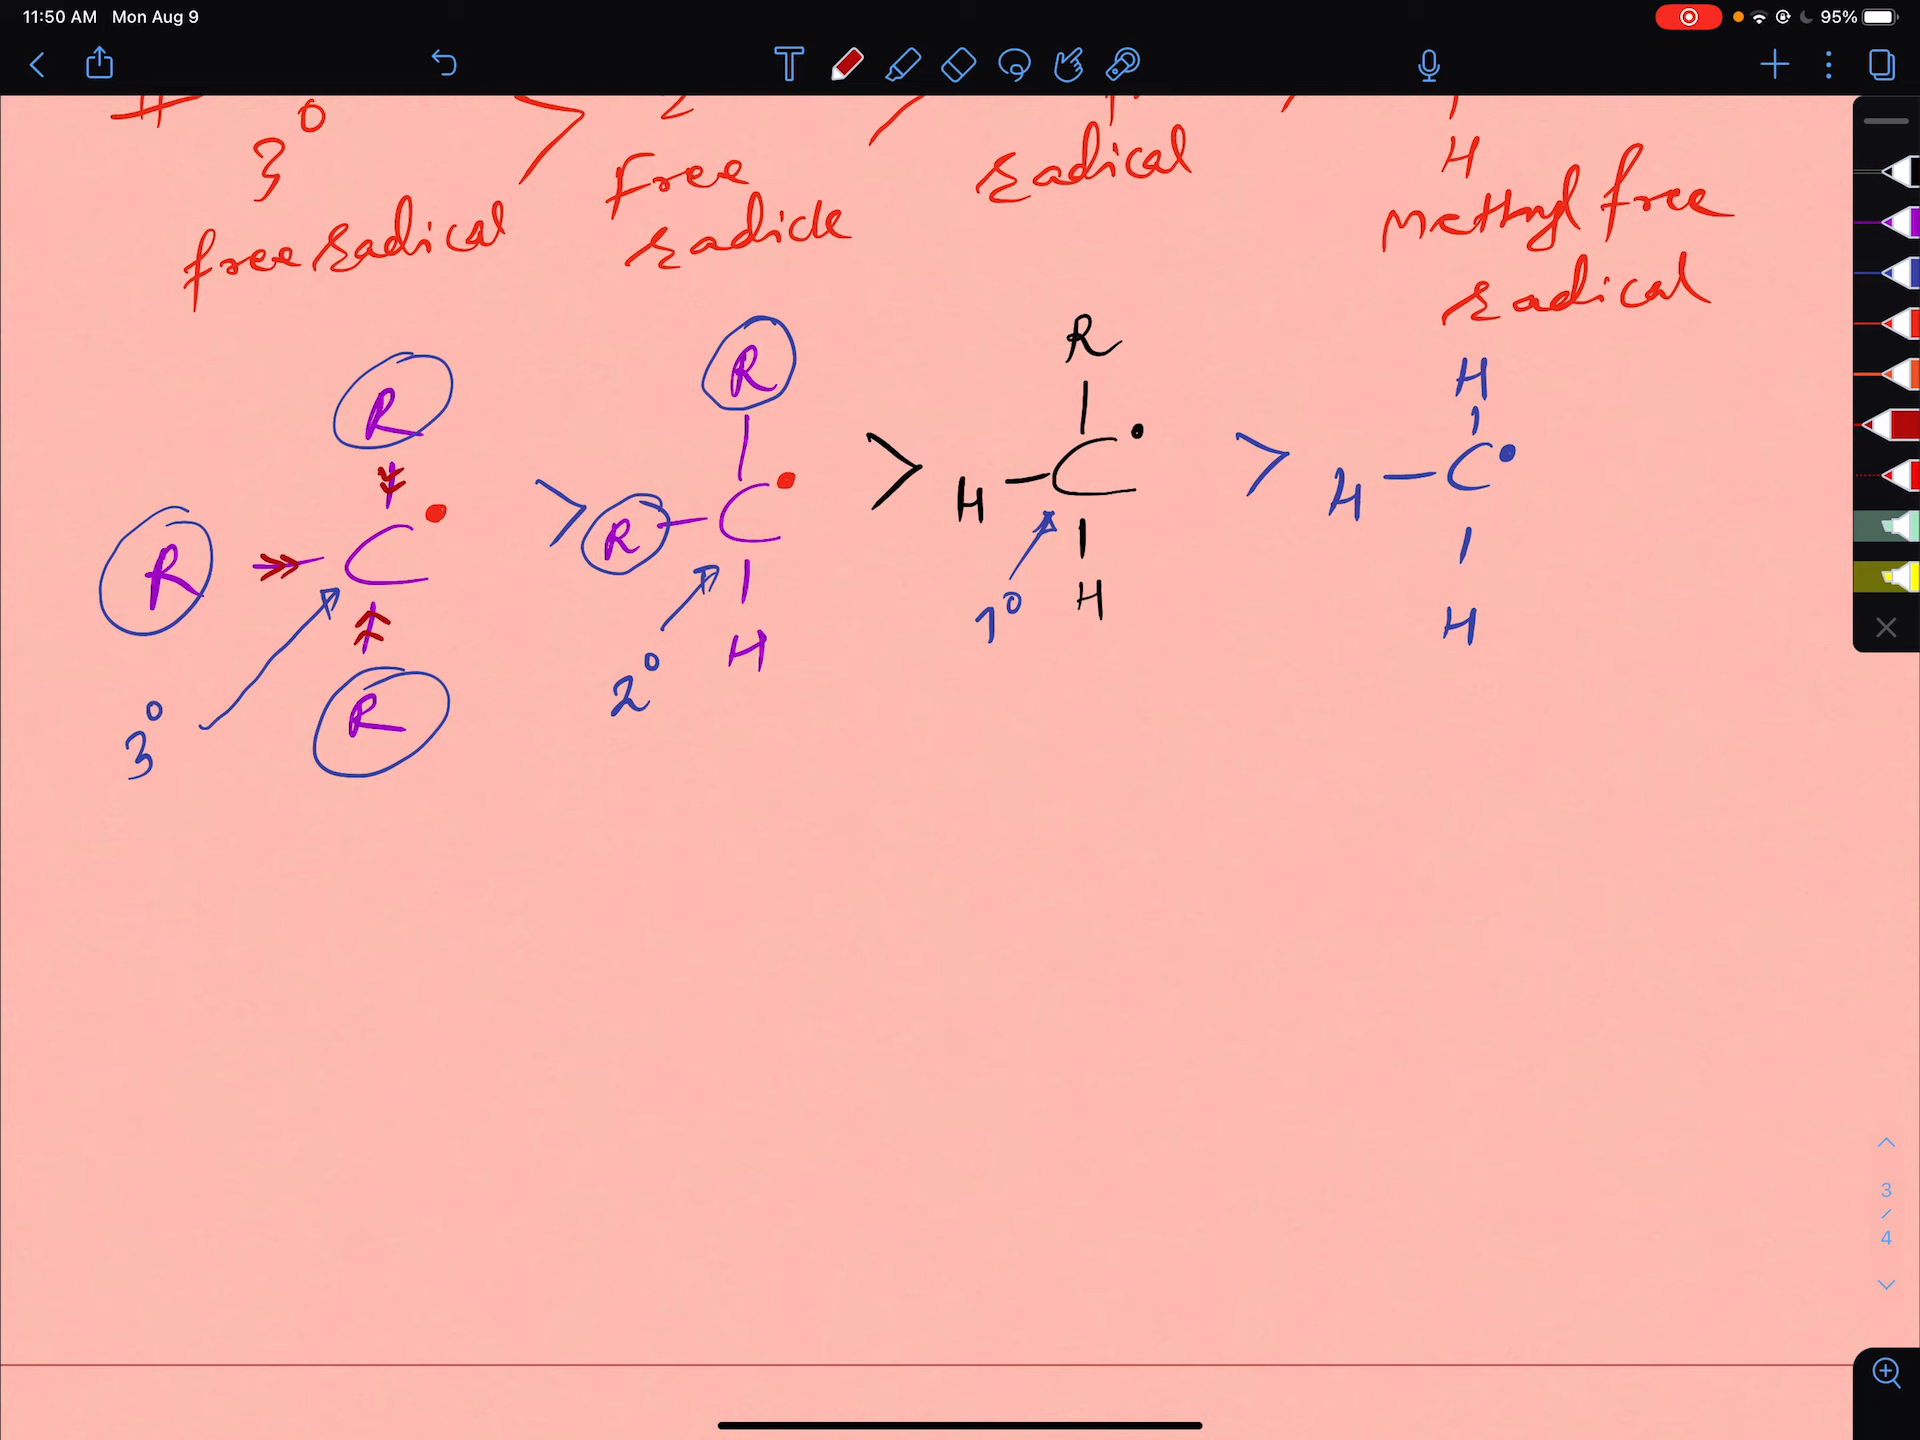 11:50 AM Mon Aug 9 95%
3° > 2 >
free radical
free
radicle
radical
H
Methyl free
radical
R R R H
R C • > R C • > H C • > H C •
R H H H
3° 2° 1°
3
/
4